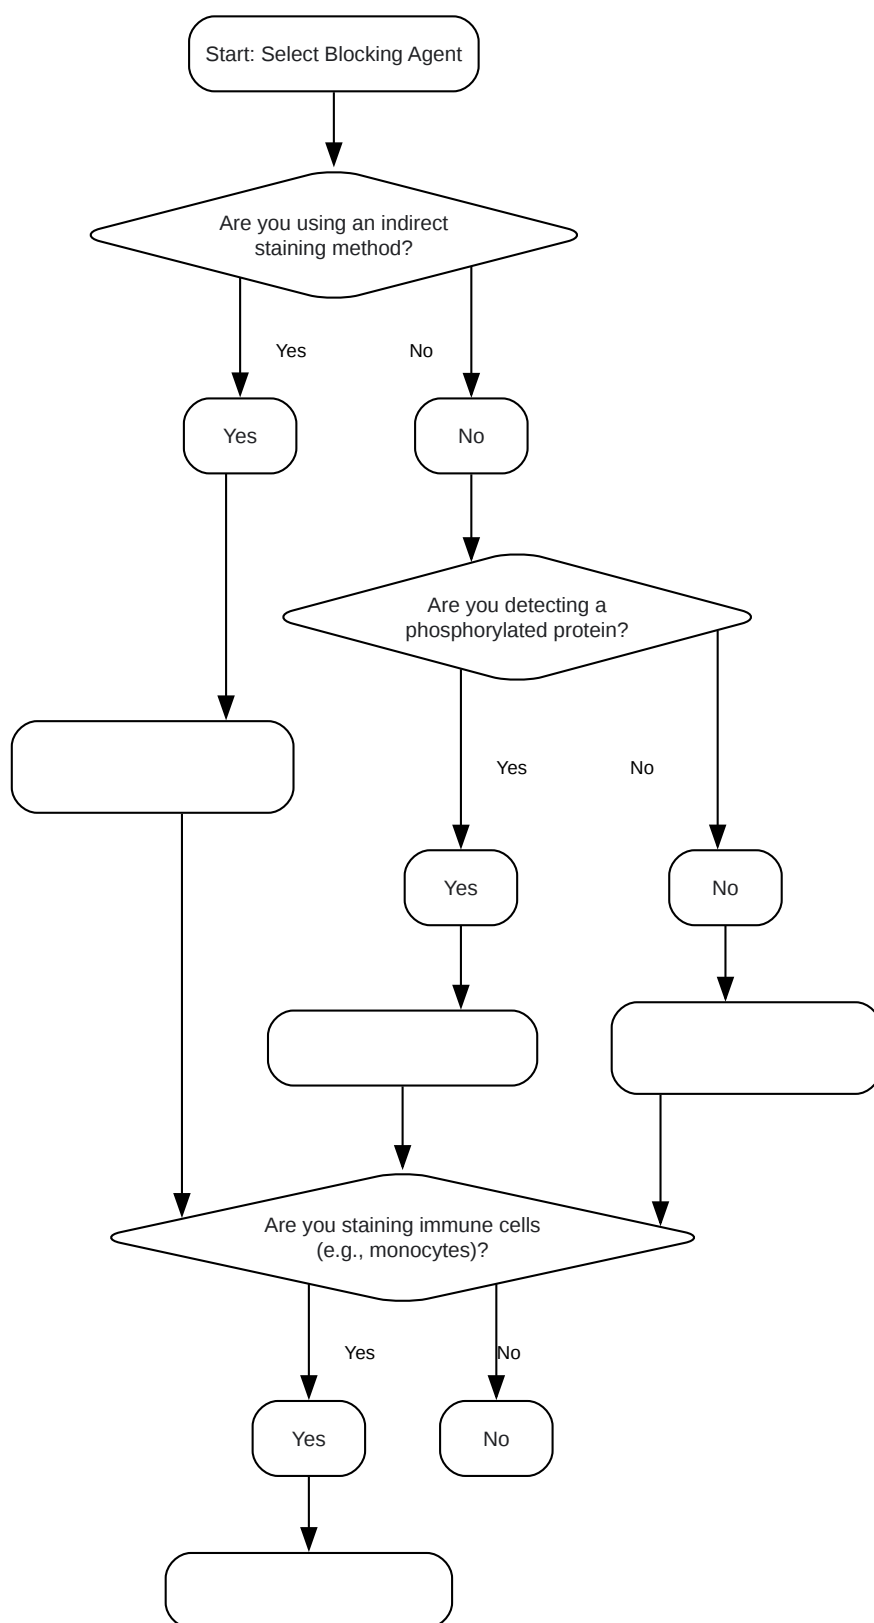 Start: Select Blocking Agent
Are you using an indirect
staining method?
Yes
No
Yes
No
Are you detecting a
phosphorylated protein?
Yes
No
Yes
No
Are you staining immune cells
(e.g., monocytes)?
Yes
No
Yes
No